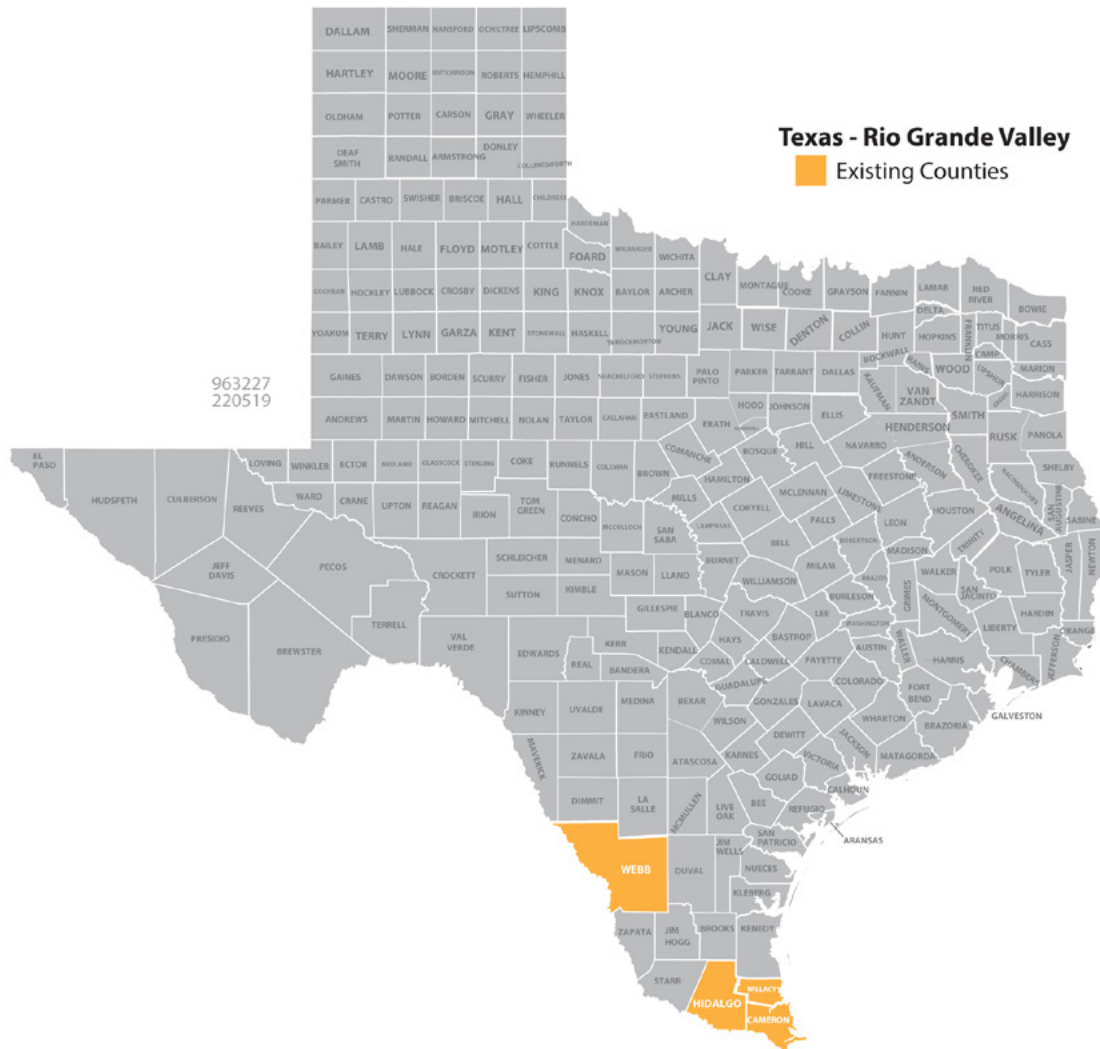 DALLAM SHERMAN HANSFORD OCHILTREE LIPSCOMB
HARTLEY MOORE HUTCHINSON ROBERTS HEMPHILL
OLDHAM POTTER CARSON GRAY WHEELER
Texas - Rio Grande Valley
Existing Counties
DEAF
SMITH
RANDALL ARMSTRONG DONLEY COLLINGSWORTH
PARMER CASTRO SWISHER BRISCOE HALL CHILDRESS
HARDEMAN
BAILEY LAMB HALE FLOYD MOTLEY COTTLE FOARD WILBARGER WICHITA
CLAY MONTAGUE COOKE GRAYSON FANNIN LAMAR
RED
RIVER
BOWIE
COCHRAN HOCKLEY LUBBOCK CROSBY DICKENS KING KNOX BAYLOR ARCHER
DELTA
YOAKUM TERRY LYNN GARZA KENT STONEWALL HASKELL THROCKMORTON YOUNG JACK WISE DENTON COLLIN HUNT HOPKINS FRANKLIN TITUS MORRIS CASS
ROCKWALL RAINS WOOD CAMP UPSHUR MARION
963227
220519
GAINES DAWSON BORDEN SCURRY FISHER JONES SHACKELFORD STEPHENS
PALO
PINTO
PARKER TARRANT DALLAS KAUFMAN
VAN
ZANDT
GREGG HARRISON
ANDREWS MARTIN HOWARD MITCHELL NOLAN TAYLOR CALLAHAN EASTLAND ERATH HOOD SOMERVELL JOHNSON ELLIS HENDERSON SMITH RUSK PANOLA
EL
PASO
HUDSPETH CULBERSON REEVES LOVING WINKLER ECTOR MIDLAND GLASSCOCK STERLING COKE RUNNELS COLEMAN BROWN COMANCHE HAMILTON BOSQUE HILL NAVARRO ANDERSON CHEROKEE NACOGDOCHES SHELBY
WARD CRANE UPTON REAGAN IRION
TOM
GREEN
CONCHO MCCULLOCH
SAN
SABA
MILLS LAMPASAS CORYELL MCLENNAN LIMESTONE FREESTONE LEON HOUSTON ANGELINA
SAN
AUGUSTINE
SABINE
JEFF
DAVIS
PECOS CROCKETT SCHLEICHER MENARD MASON LLANO BURNET BELL FALLS ROBERTSON MADISON TRINITY POLK TYLER JASPER NEWTON
PRESIDIO BREWSTER TERRELL
VAL
VERDE
SUTTON KIMBLE GILLESPIE BLANCO WILLIAMSON MILAM BRAZOS BURLESON GRIMES WALKER
SAN
JACINTO
MONTGOMERY LIBERTY HARDIN ORANGE
EDWARDS REAL KERR BANDERA KENDALL COMAL HAYS TRAVIS BASTROP LEE WASHINGTON AUSTIN WALLER HARRIS CHAMBERS JEFFERSON
KINNEY UVALDE MEDINA BEXAR GUADALUPE CALDWELL GONZALES FAYETTE LAVACA COLORADO WHARTON
FORT
BEND
BRAZORIA GALVESTON
MAVERICK ZAVALA FRIO ATASCOSA WILSON KARNES DEWITT VICTORIA JACKSON MATAGORDA
DIMMIT
LA
SALLE
MCMULLEN
LIVE
OAK
BEE GOLIAD REFUGIO CALHOUN
ARANSAS
WEBB DUVAL
JIM
WELLS
SAN
PATRICIO
NUECES
KLEBERG
ZAPATA
JIM
HOGG
BROOKS KENEDY
STARR HIDALGO WILLACY
CAMERON